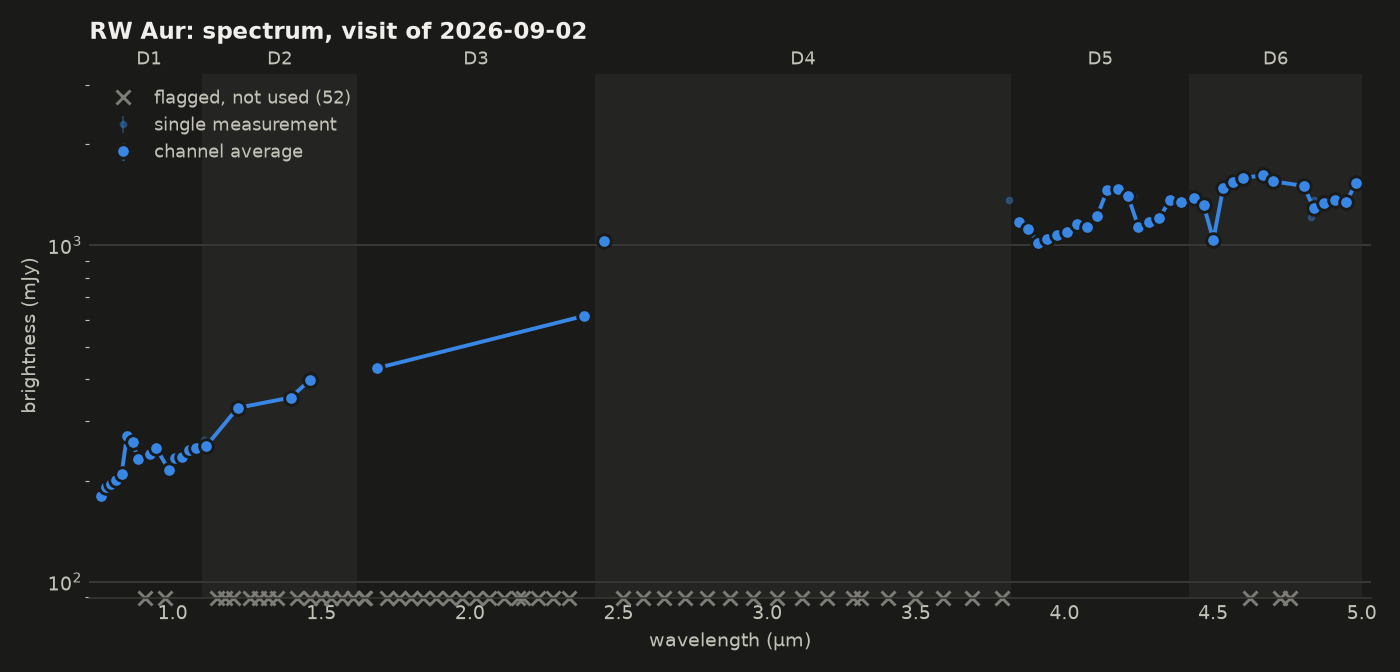 RW Aur: spectrum, visit of 2026-09-02
D1 D2 D3 D4 D5 D6
flagged, not used (52)
single measurement
channel average
brightness (mJy)
10³
10²
1.0 1.5 2.0 2.5 3.0 3.5 4.0 4.5 5.0
wavelength (µm)